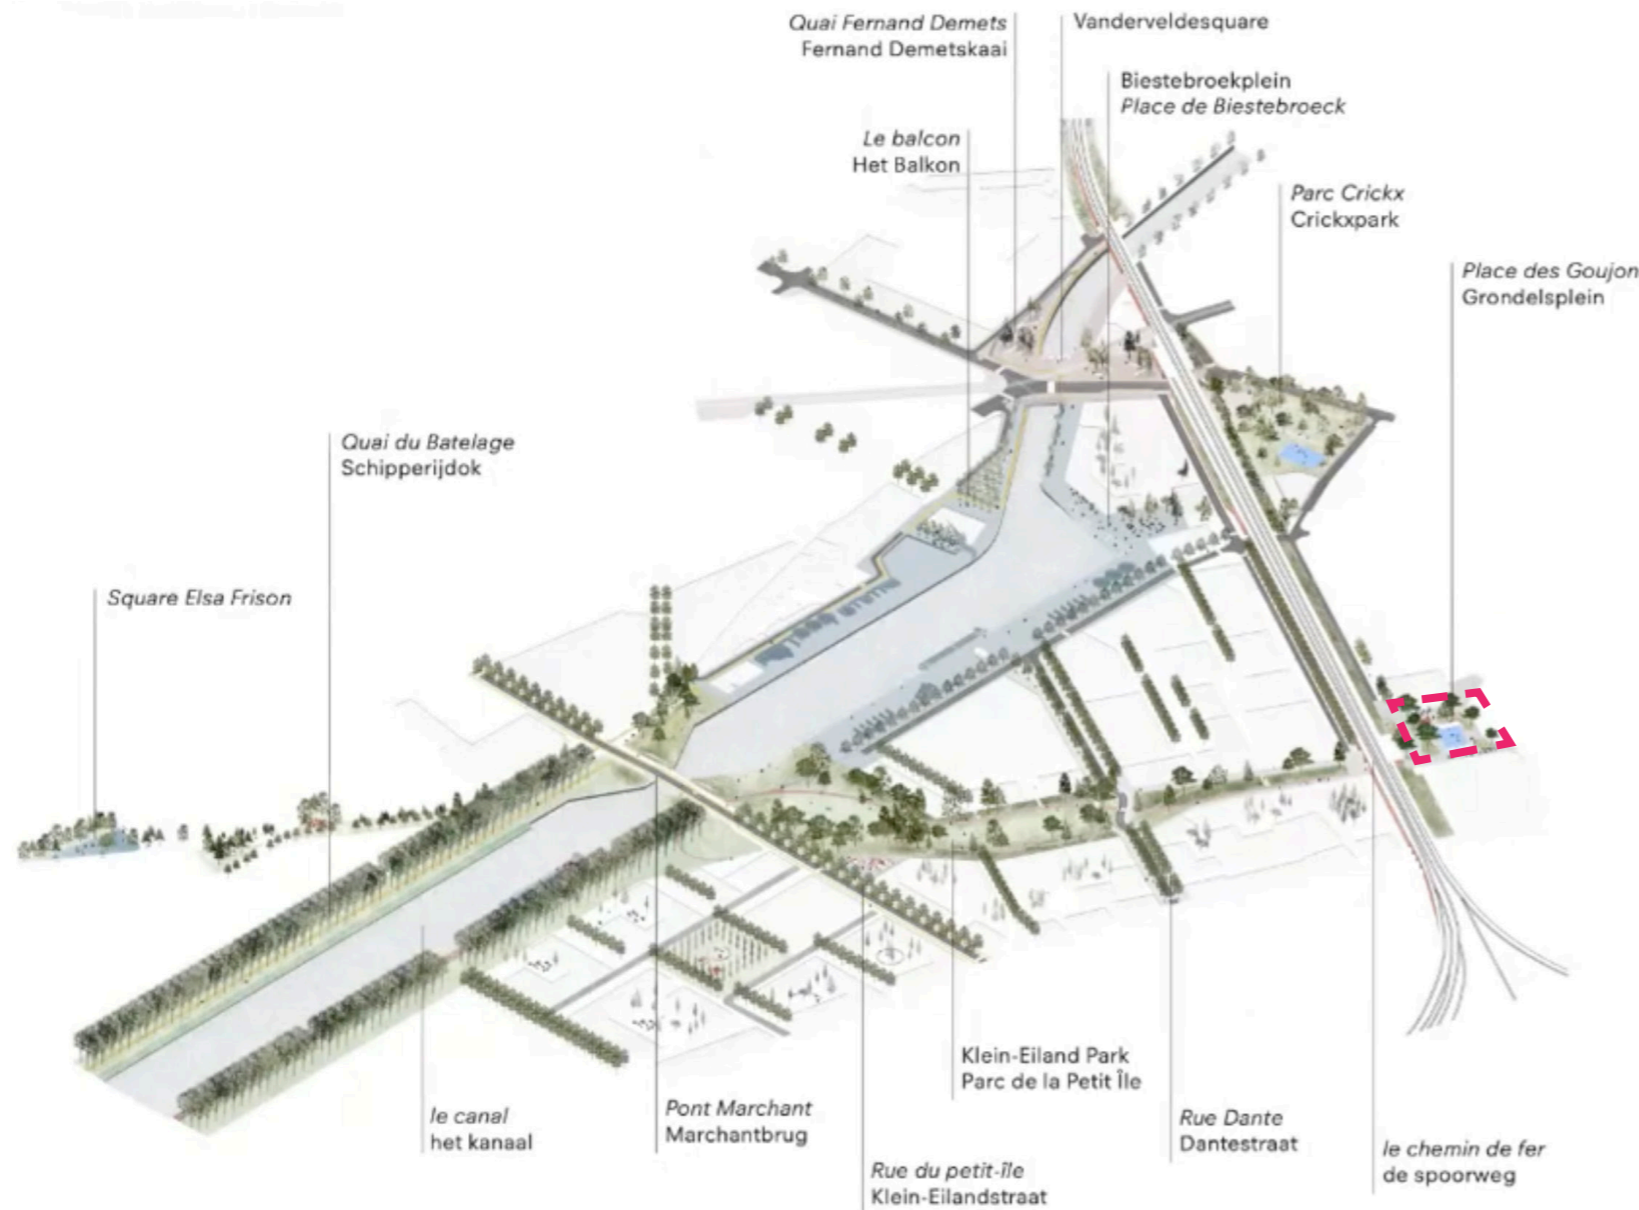 Quai Fernand Demets
Fernand Demetskaai
Vanderveldesquare
Biestebroekplein
Place de Biestebroeck
Le balcon
Het Balkon
Parc Crickx
Crickxpark
Place des Goujon
Grondelsplein
Quai du Batelage
Schipperijdok
Square Elsa Frison
Klein-Eiland Park
Parc de la Petit Île
le canal
het kanaal
Pont Marchant
Marchantbrug
Rue Dante
Dantestraat
le chemin de fer
de spoorweg
Rue du petit-île
Klein-Eilandstraat